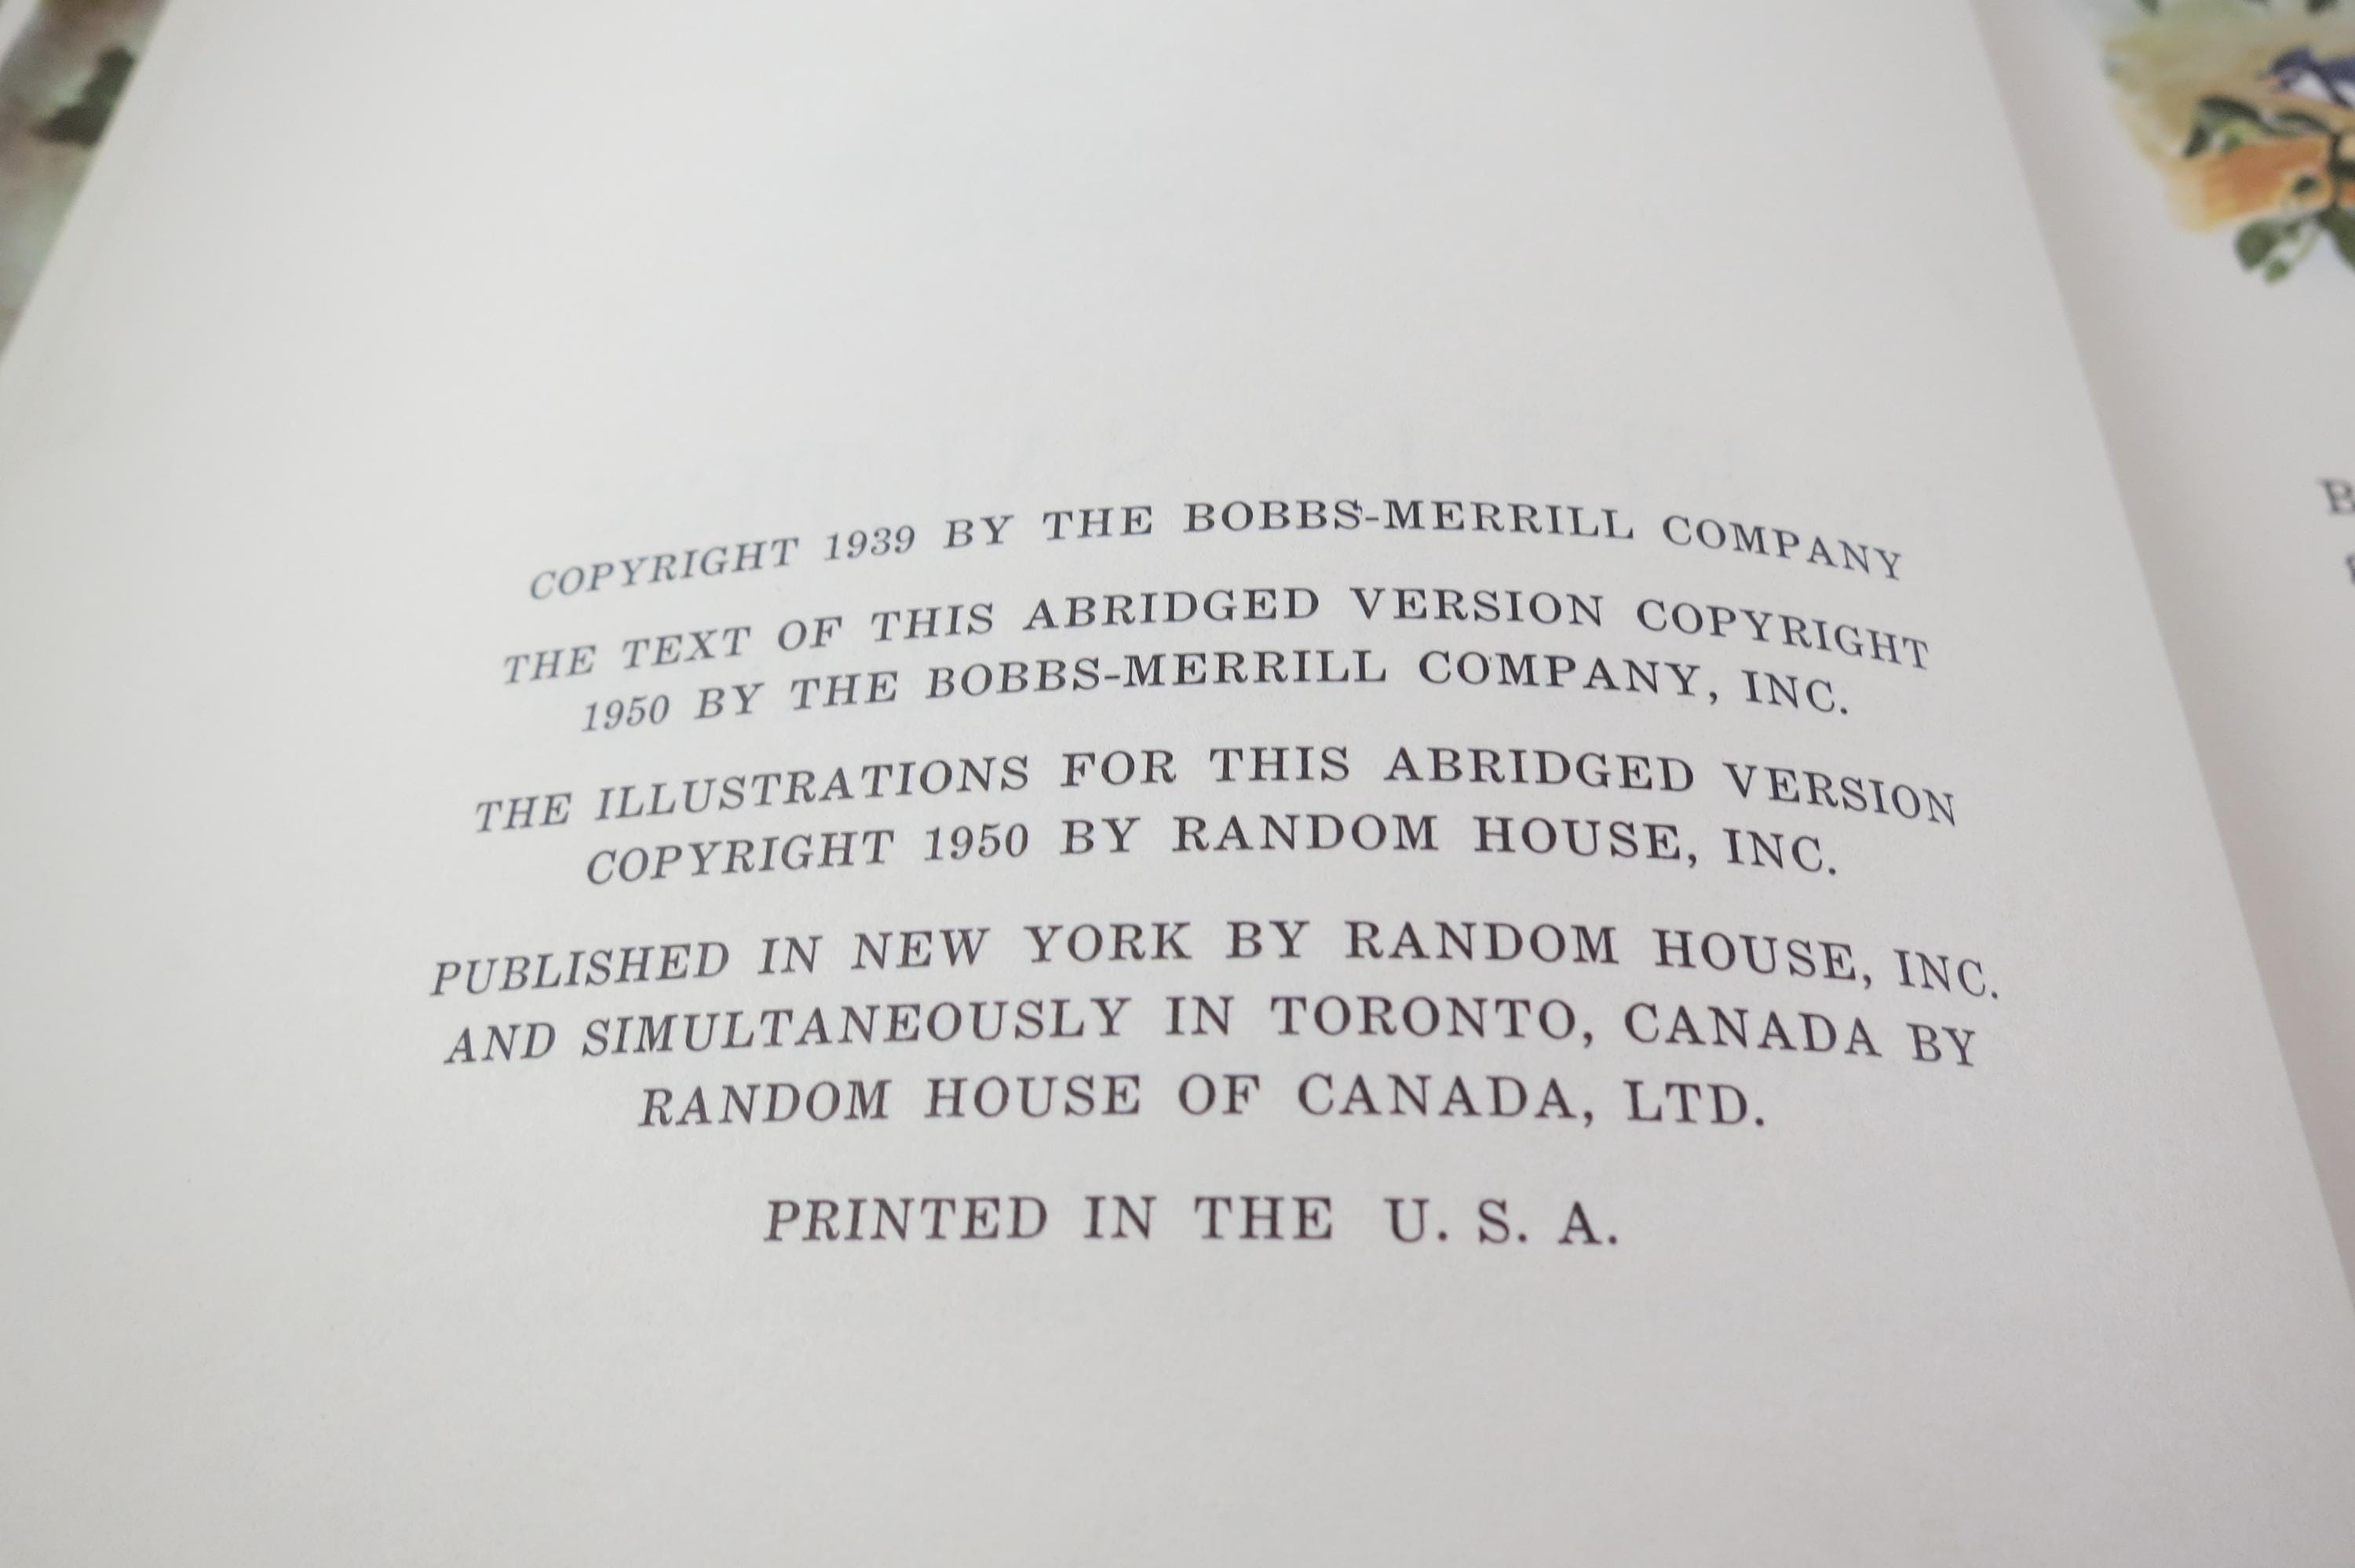 COPYRIGHT 1939 BY THE BOBBS-MERRILL COMPANY
THE TEXT OF THIS ABRIDGED VERSION COPYRIGHT
1950 BY THE BOBBS-MERRILL COMPANY, INC.
THE ILLUSTRATIONS FOR THIS ABRIDGED VERSION
COPYRIGHT 1950 BY RANDOM HOUSE, INC.
PUBLISHED IN NEW YORK BY RANDOM HOUSE, INC.
AND SIMULTANEOUSLY IN TORONTO, CANADA BY
RANDOM HOUSE OF CANADA, LTD.
PRINTED IN THE U. S. A.